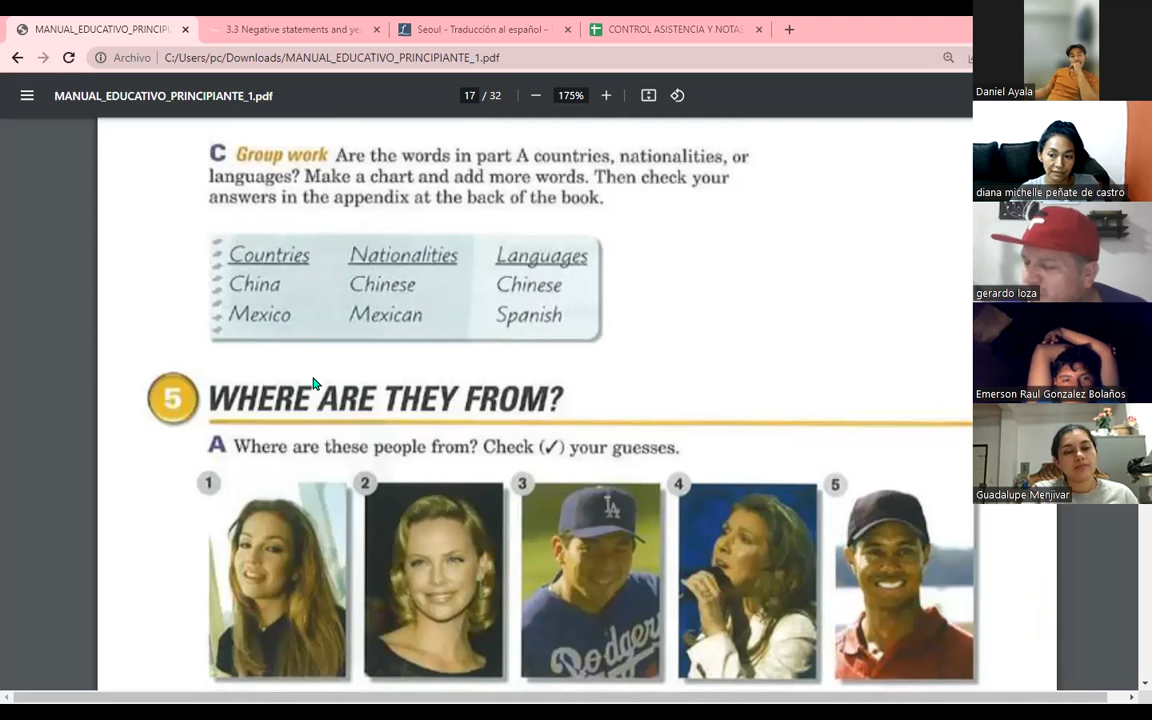 MANUAL_EDUCATIVO_PRINCIPI
3.3 Negative statements and ye
Seoul - Traducción al español –
CONTROL ASISTENCIA Y NOTAS
Archivo
C:/Users/pc/Downloads/MANUAL_EDUCATIVO_PRINCIPIANTE_1.pdf
MANUAL_EDUCATIVO_PRINCIPIANTE_1.pdf
17 / 32
175%
C Group work Are the words in part A countries, nationalities, or
languages? Make a chart and add more words. Then check your
answers in the appendix at the back of the book.
Countries Nationalities Languages
China Chinese Chinese
Mexico Mexican Spanish
5 WHERE ARE THEY FROM?
A Where are these people from? Check (✓) your guesses.
1 2 3 4 5
LA
Dodgers
Daniel Ayala
diana michelle peñate de castro
gerardo loza
Emerson Raul Gonzalez Bolaños
Guadalupe Menjivar